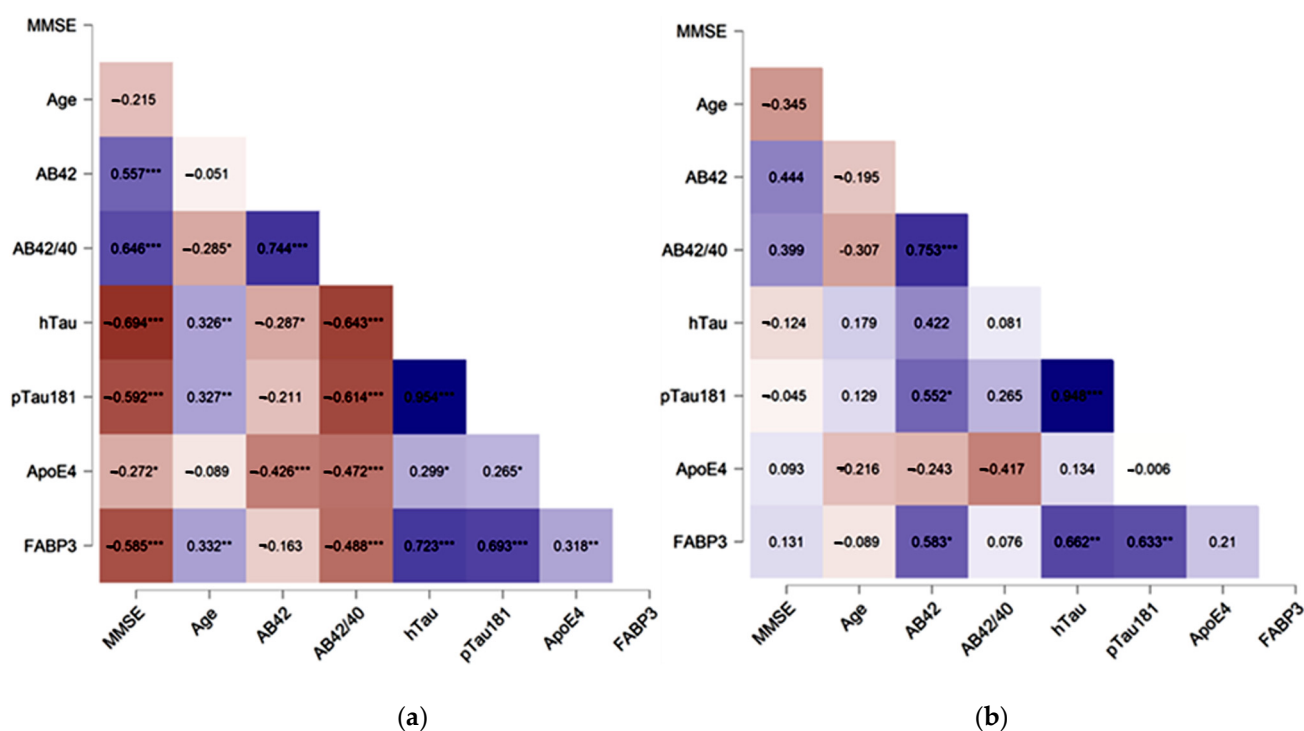 MMSE
Age −0.215
AB42 0.557*** −0.051
AB42/40 0.646*** −0.285* 0.744***
hTau −0.694*** 0.326** −0.287* −0.643***
pTau181 −0.592*** 0.327** −0.211 −0.614*** 0.954***
ApoE4 −0.272* −0.089 −0.426*** −0.472*** 0.299* 0.265*
FABP3 −0.585*** 0.332** −0.163 −0.488*** 0.723*** 0.693*** 0.318**
MMSE Age AB42 AB42/40 hTau pTau181 ApoE4 FABP3
(a)
MMSE
Age −0.345
AB42 0.444 −0.195
AB42/40 0.399 -0.307 0.753***
hTau −0.124 0.179 0.422 0.081
pTau181 −0.045 0.129 0.552* 0.265 0.948***
ApoE4 0.093 −0.216 −0.243 −0.417 0.134 −0.006
FABP3 0.131 −0.089 0.583* 0.076 0.662** 0.633** 0.21
MMSE Age AB42 AB42/40 hTau pTau181 ApoE4 FABP3
(b)